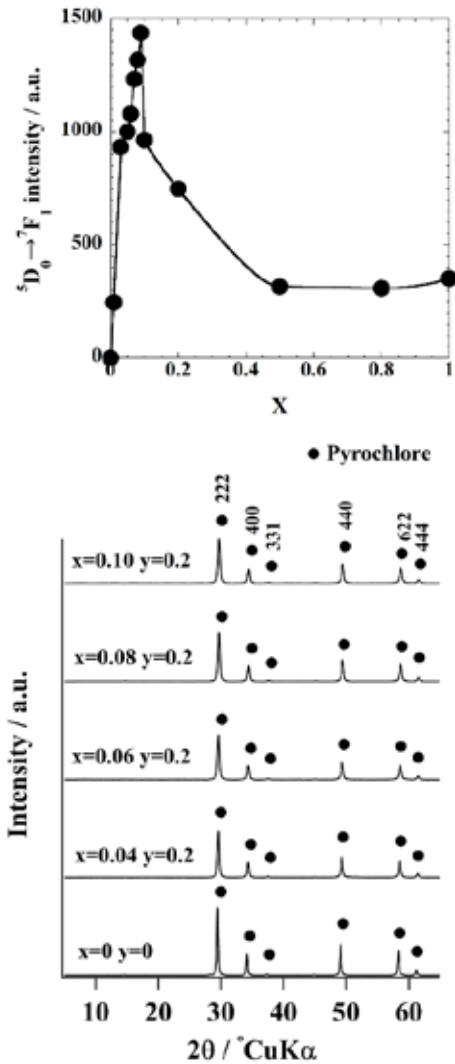 1500
1000
500
0
⁵D₀→⁷F₁ intensity / a.u.
0 0.2 0.4 0.6 0.8 1
X
● Pyrochlore
222 400 331 440 622 444
x=0.10 y=0.2
x=0.08 y=0.2
x=0.06 y=0.2
x=0.04 y=0.2
x=0 y=0
Intensity / a.u.
10 20 30 40 50 60
2θ / °CuKα